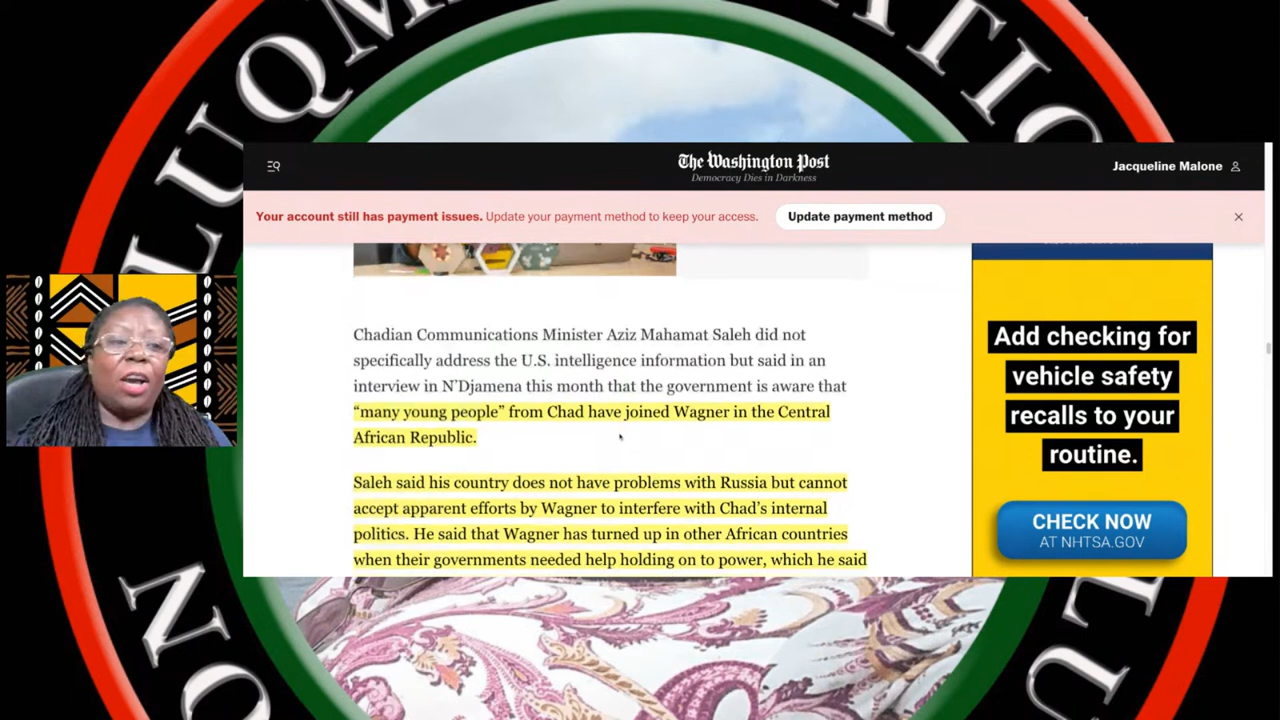 LUQM
The Washington Post
Democracy Dies in Darkness
Jacqueline Malone
Your account still has payment issues. Update your payment method to keep your access.
Update payment method
Chadian Communications Minister Aziz Mahamat Saleh did not
specifically address the U.S. intelligence information but said in an
interview in N'Djamena this month that the government is aware that
“many young people” from Chad have joined Wagner in the Central
African Republic.
Saleh said his country does not have problems with Russia but cannot
accept apparent efforts by Wagner to interfere with Chad’s internal
politics. He said that Wagner has turned up in other African countries
when their governments needed help holding on to power, which he said
Add checking for
vehicle safety
recalls to your
routine.
CHECK NOW
AT NHTSA.GOV